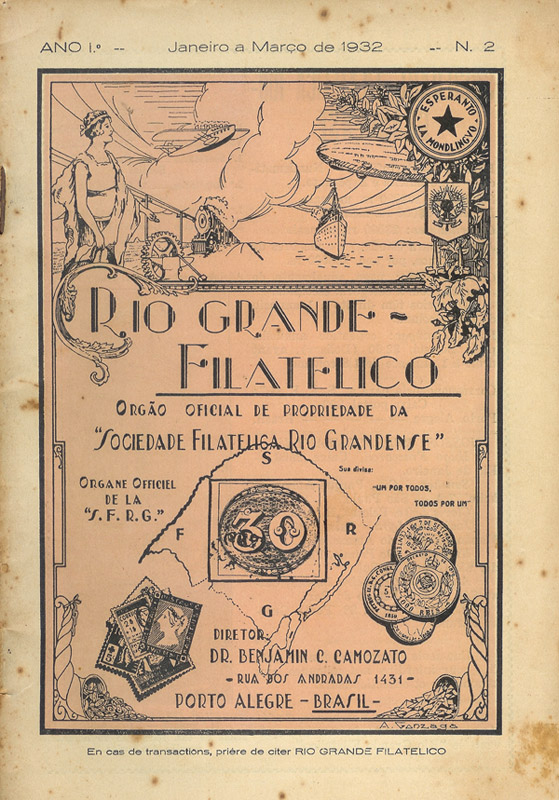 ANO I.º -- Janeiro a Março de 1932 -- N. 2
ESPERANTO
LA MONDLINGVO
RIO GRANDE -
FILATELICO
ORGÃO OFICIAL DE PROPRIEDADE DA
"SOCIEDADE FILATELICA RIO GRANDENSE"
ORGANE OFFICIEL
DE LA
"S.F.R.G."
S
F
R
G
Sua divisa:
"UM POR TODOS,
TODOS POR UM"
30
DIRETOR:
DR. BENJAMIN C. CAMOZATO
- RUA DOS ANDRADAS 1431 -
PORTO ALEGRE - BRASIL -
A. Gonzaga
En cas de transactions, prière de citer RIO GRANDE FILATELICO